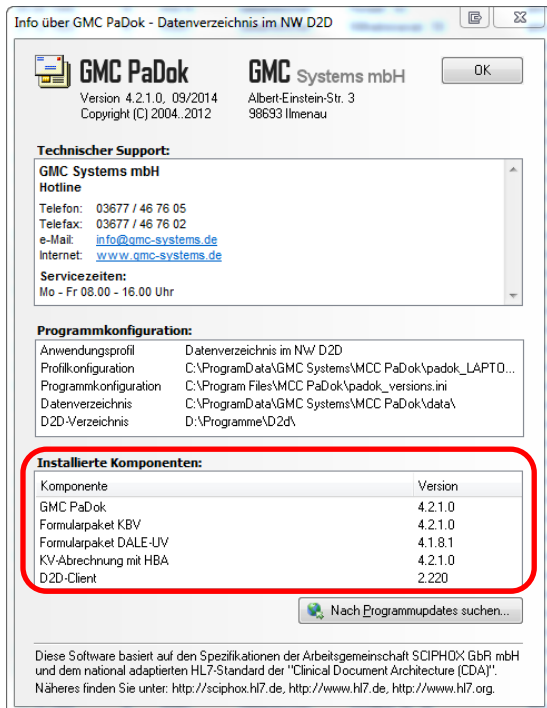 Info über GMC PaDok - Datenverzeichnis im NW D2D
GMC PaDok
Version 4.2.1.0, 09/2014
Copyright (C) 2004..2012
GMC Systems mbH
Albert-Einstein-Str. 3
98693 Ilmenau
OK
Technischer Support:
GMC Systems mbH
Hotline
Telefon: 03677 / 46 76 05
Telefax: 03677 / 46 76 02
e-Mail: info@gmc-systems.de
Internet: www.gmc-systems.de
Servicezeiten:
Mo - Fr 08.00 - 16.00 Uhr
Programmkonfiguration:
Anwendungsprofil Datenverzeichnis im NW D2D
Profilkonfiguration C:\ProgramData\GMC Systems\MCC PaDok\padok_LAPTO...
Programmkonfiguration C:\Program Files\MCC PaDok\padok_versions.ini
Datenverzeichnis C:\ProgramData\GMC Systems\MCC PaDok\data\
D2D-Verzeichnis D:\Programme\D2d\
Installierte Komponenten:
Komponente Version
GMC PaDok 4.2.1.0
Formularpaket KBV 4.2.1.0
Formularpaket DALE-UV 4.1.8.1
KV-Abrechnung mit HBA 4.2.1.0
D2D-Client 2.220
Nach Programmupdates suchen...
Diese Software basiert auf den Spezifikationen der Arbeitsgemeinschaft SCIPHOX GbR mbH
und dem national adaptierten HL7-Standard der "Clinical Document Architecture (CDA)".
Näheres finden Sie unter: http://sciphox.hl7.de, http://www.hl7.de, http://www.hl7.org.